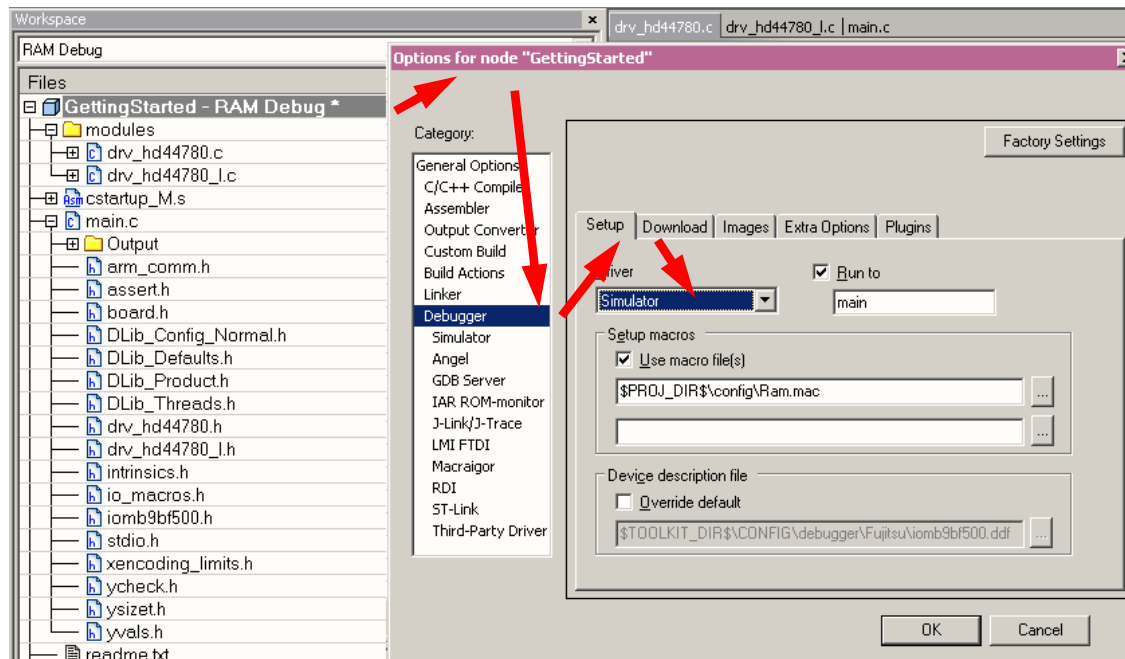 Workspace
RAM Debug
Files
GettingStarted - RAM Debug *
modules
drv_hd44780.c
drv_hd44780_l.c
cstartup_M.s
main.c
Output
arm_comm.h
assert.h
board.h
DLib_Config_Normal.h
DLib_Defaults.h
DLib_Product.h
DLib_Threads.h
drv_hd44780.h
drv_hd44780_l.h
intrinsics.h
io_macros.h
iomb9bf500.h
stdio.h
xencoding_limits.h
ycheck.h
ysizet.h
yvals.h
readme.txt
drv_hd44780.c drv_hd44780_l.c main.c
Options for node "GettingStarted"
Category:
General Options
C/C++ Compile
Assembler
Output Converter
Custom Build
Build Actions
Linker
Debugger
Simulator
Angel
GDB Server
IAR ROM-monitor
J-Link/J-Trace
LMI FTDI
Macraigor
RDI
ST-Link
Third-Party Driver
Factory Settings
Setup Download Images Extra Options Plugins
Driver
Run to
Simulator
main
Setup macros
Use macro file(s)
$PROJ_DIR$\config\Ram.mac
...
...
Device description file
Override default
$TOOLKIT_DIR$\CONFIG\debugger\Fujitsu\iomb9bf500.ddf
...
OK Cancel